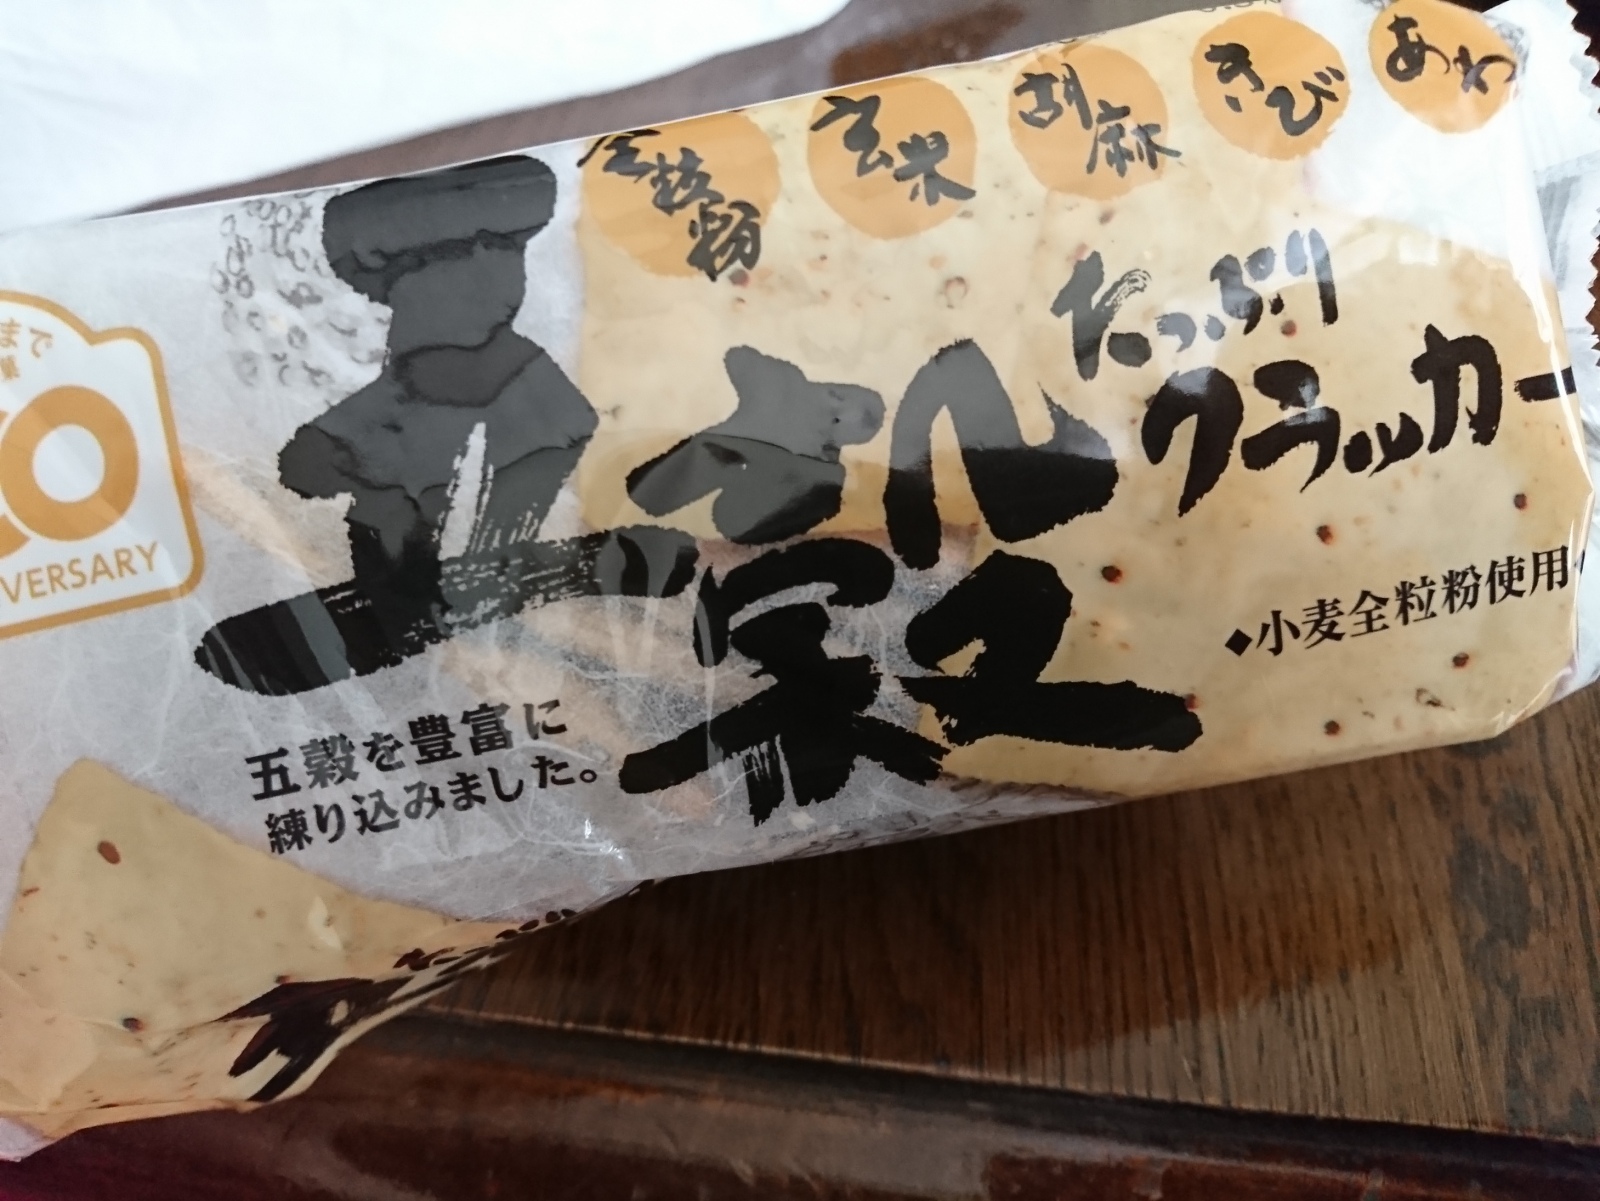 全粒粉
玄米
胡麻
きび
あわ
五穀
たっぷり
クラッカー
◆小麦全粒粉使用
五穀を豊富に
練り込みました。
まで
VERSARY